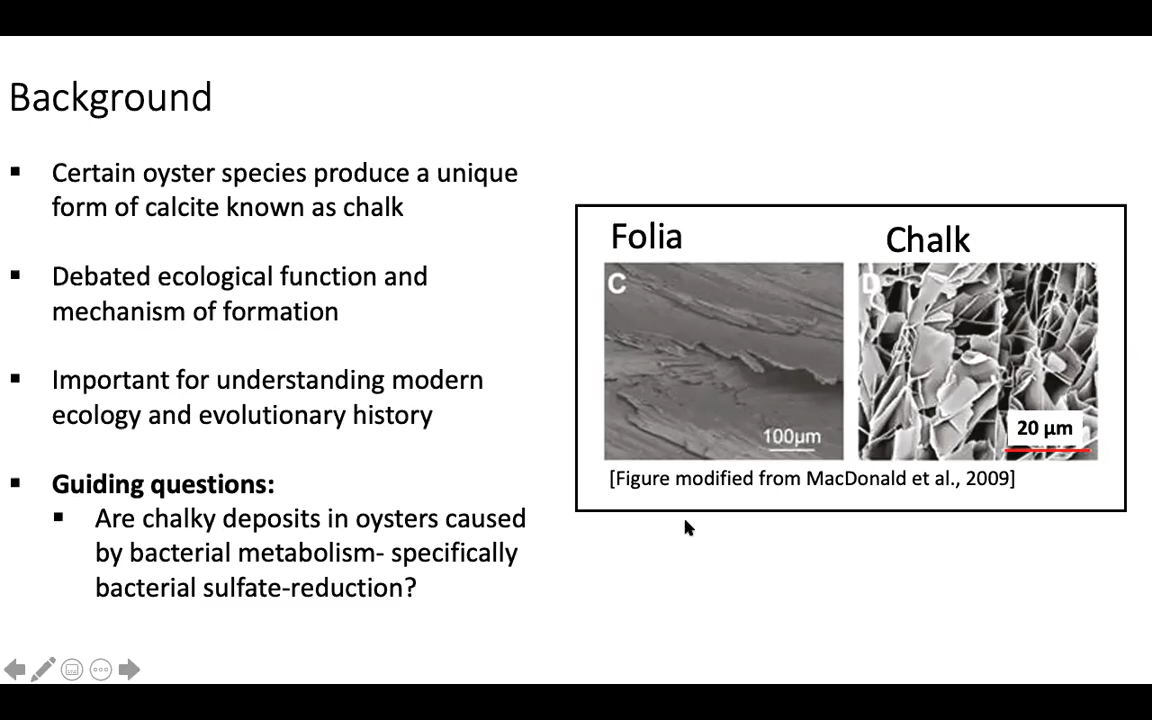 Background
▪ Certain oyster species produce a unique
form of calcite known as chalk
▪ Debated ecological function and
mechanism of formation
▪ Important for understanding modern
ecology and evolutionary history
▪ Guiding questions:
▪ Are chalky deposits in oysters caused
by bacterial metabolism- specifically
bacterial sulfate-reduction?
Folia
Chalk
C
D
100µm
20 µm
[Figure modified from MacDonald et al., 2009]